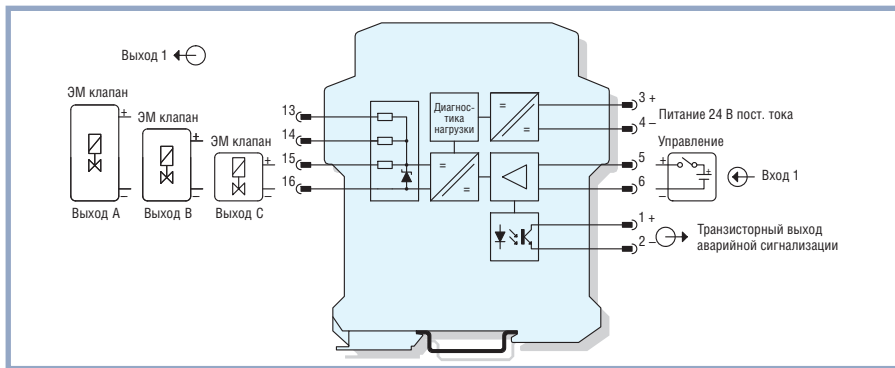 Выход 1
ЭМ клапан
+
–
Выход A
ЭМ клапан
+
–
Выход B
ЭМ клапан
+
–
Выход C
13
14
15
16
Диагнос-
тика
нагрузки
=
=
=
=
3 +
4 –
Питание 24 В пост. тока
Управление
5
6
+
–
+
Вход 1
1 +
2 –
Транзисторный выход
аварийной сигнализации